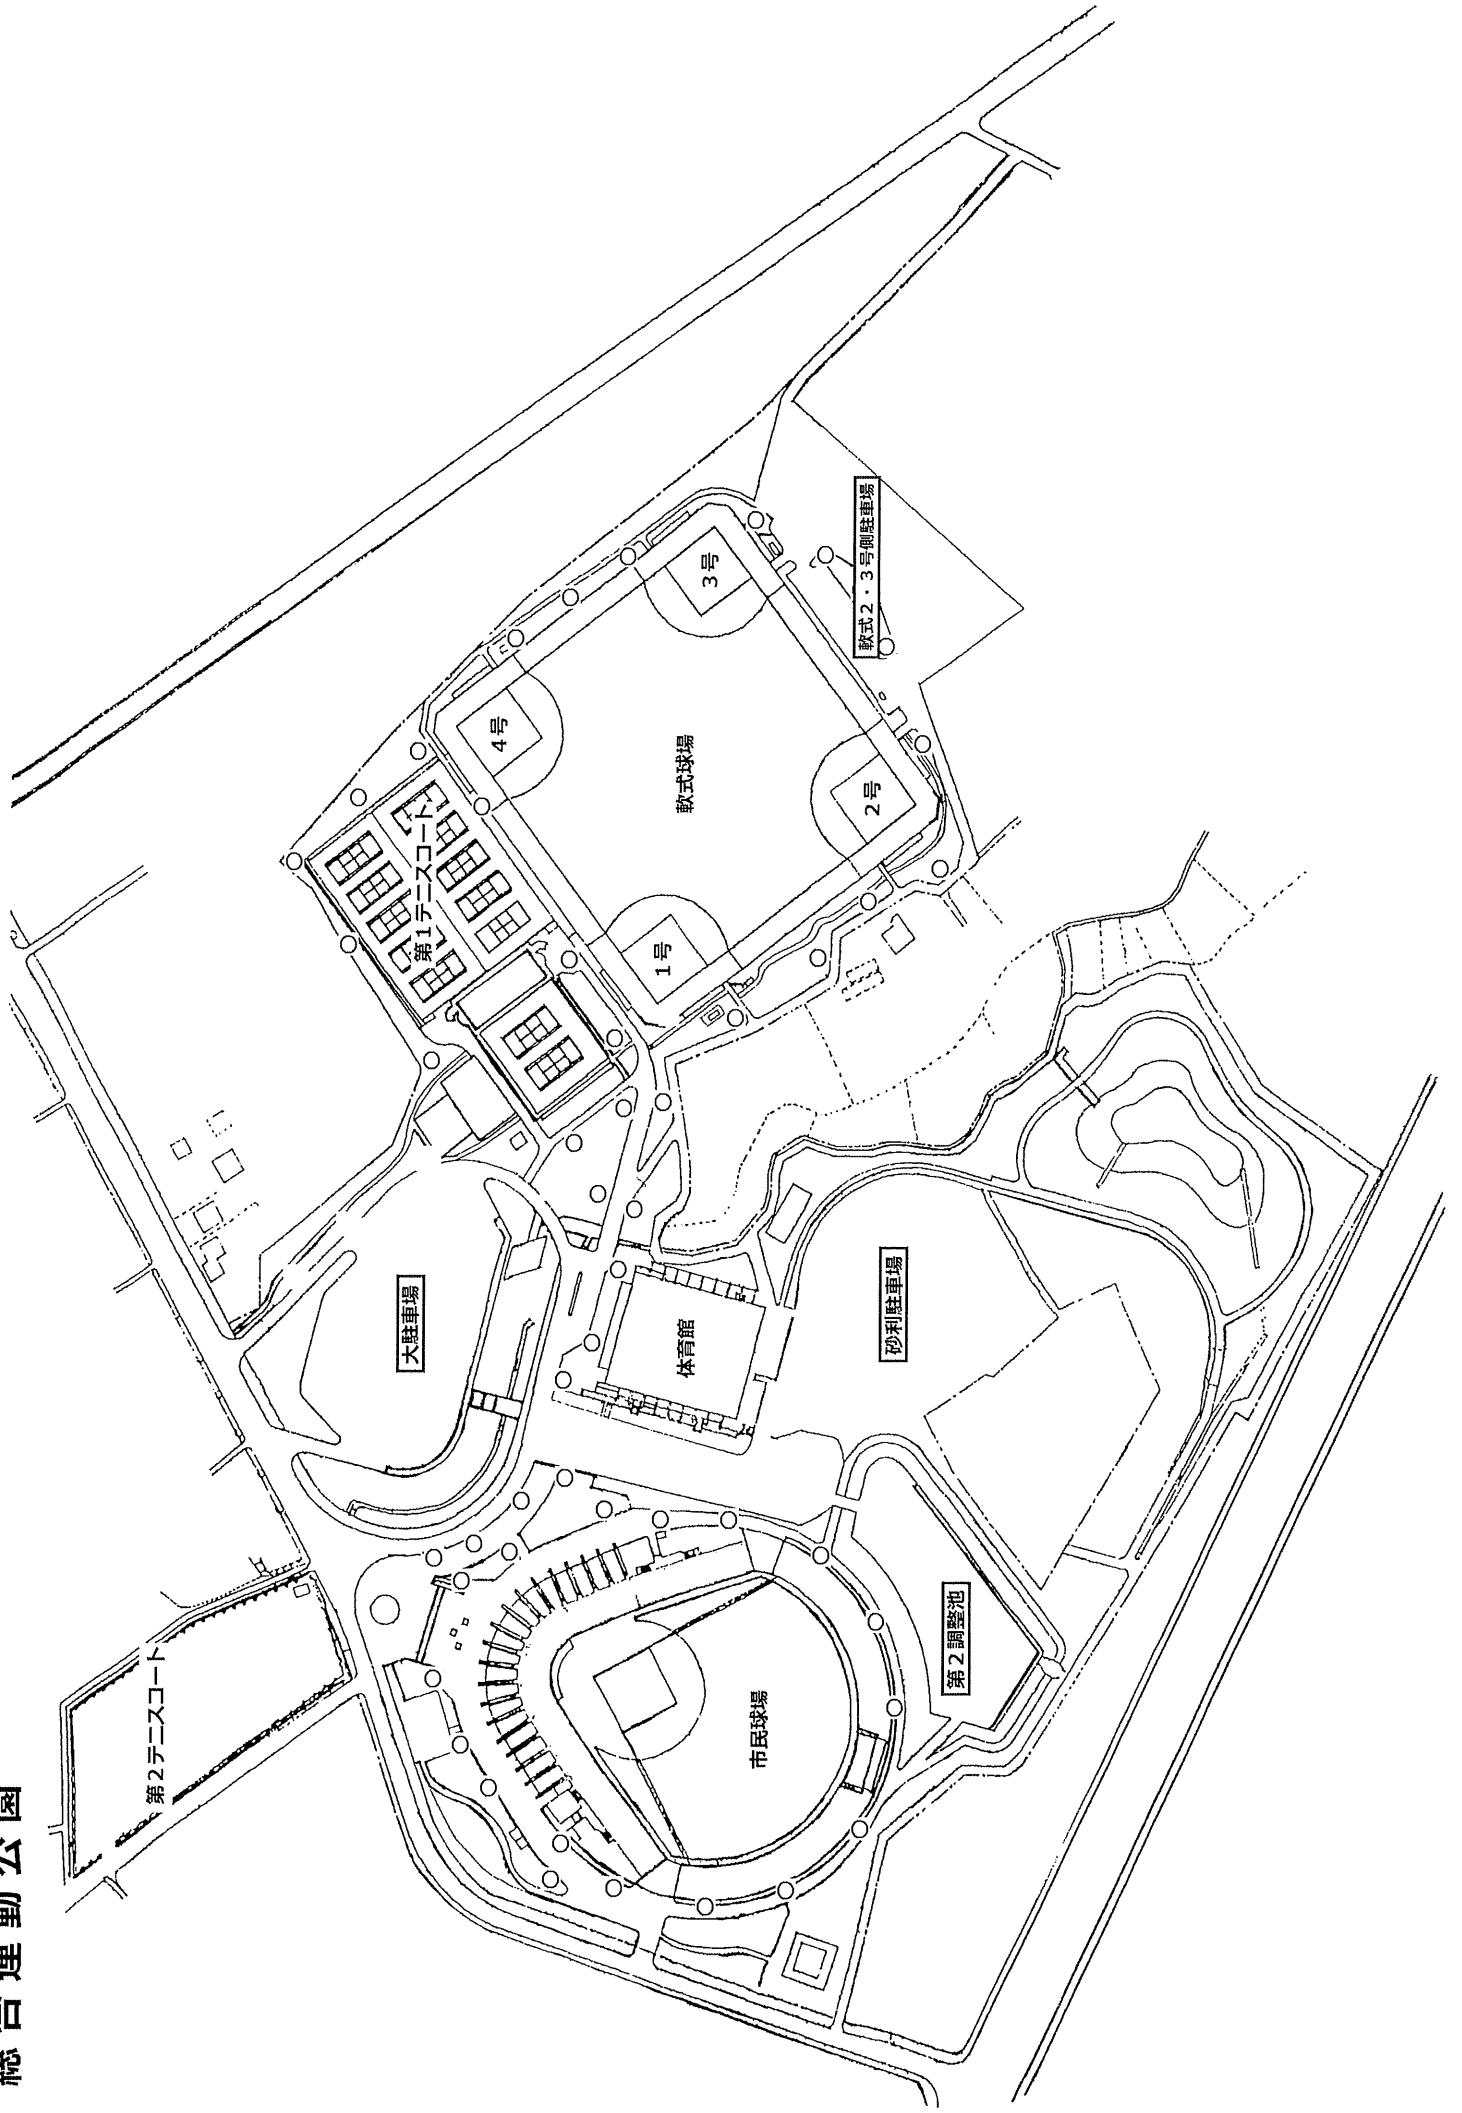 総合運動公園
第2テニスコート
大駐車場
第1テニスコート
4号
3号
軟式球場
1号
2号
軟式2・3号側駐車場
体育館
砂利駐車場
市民球場
第2調整池